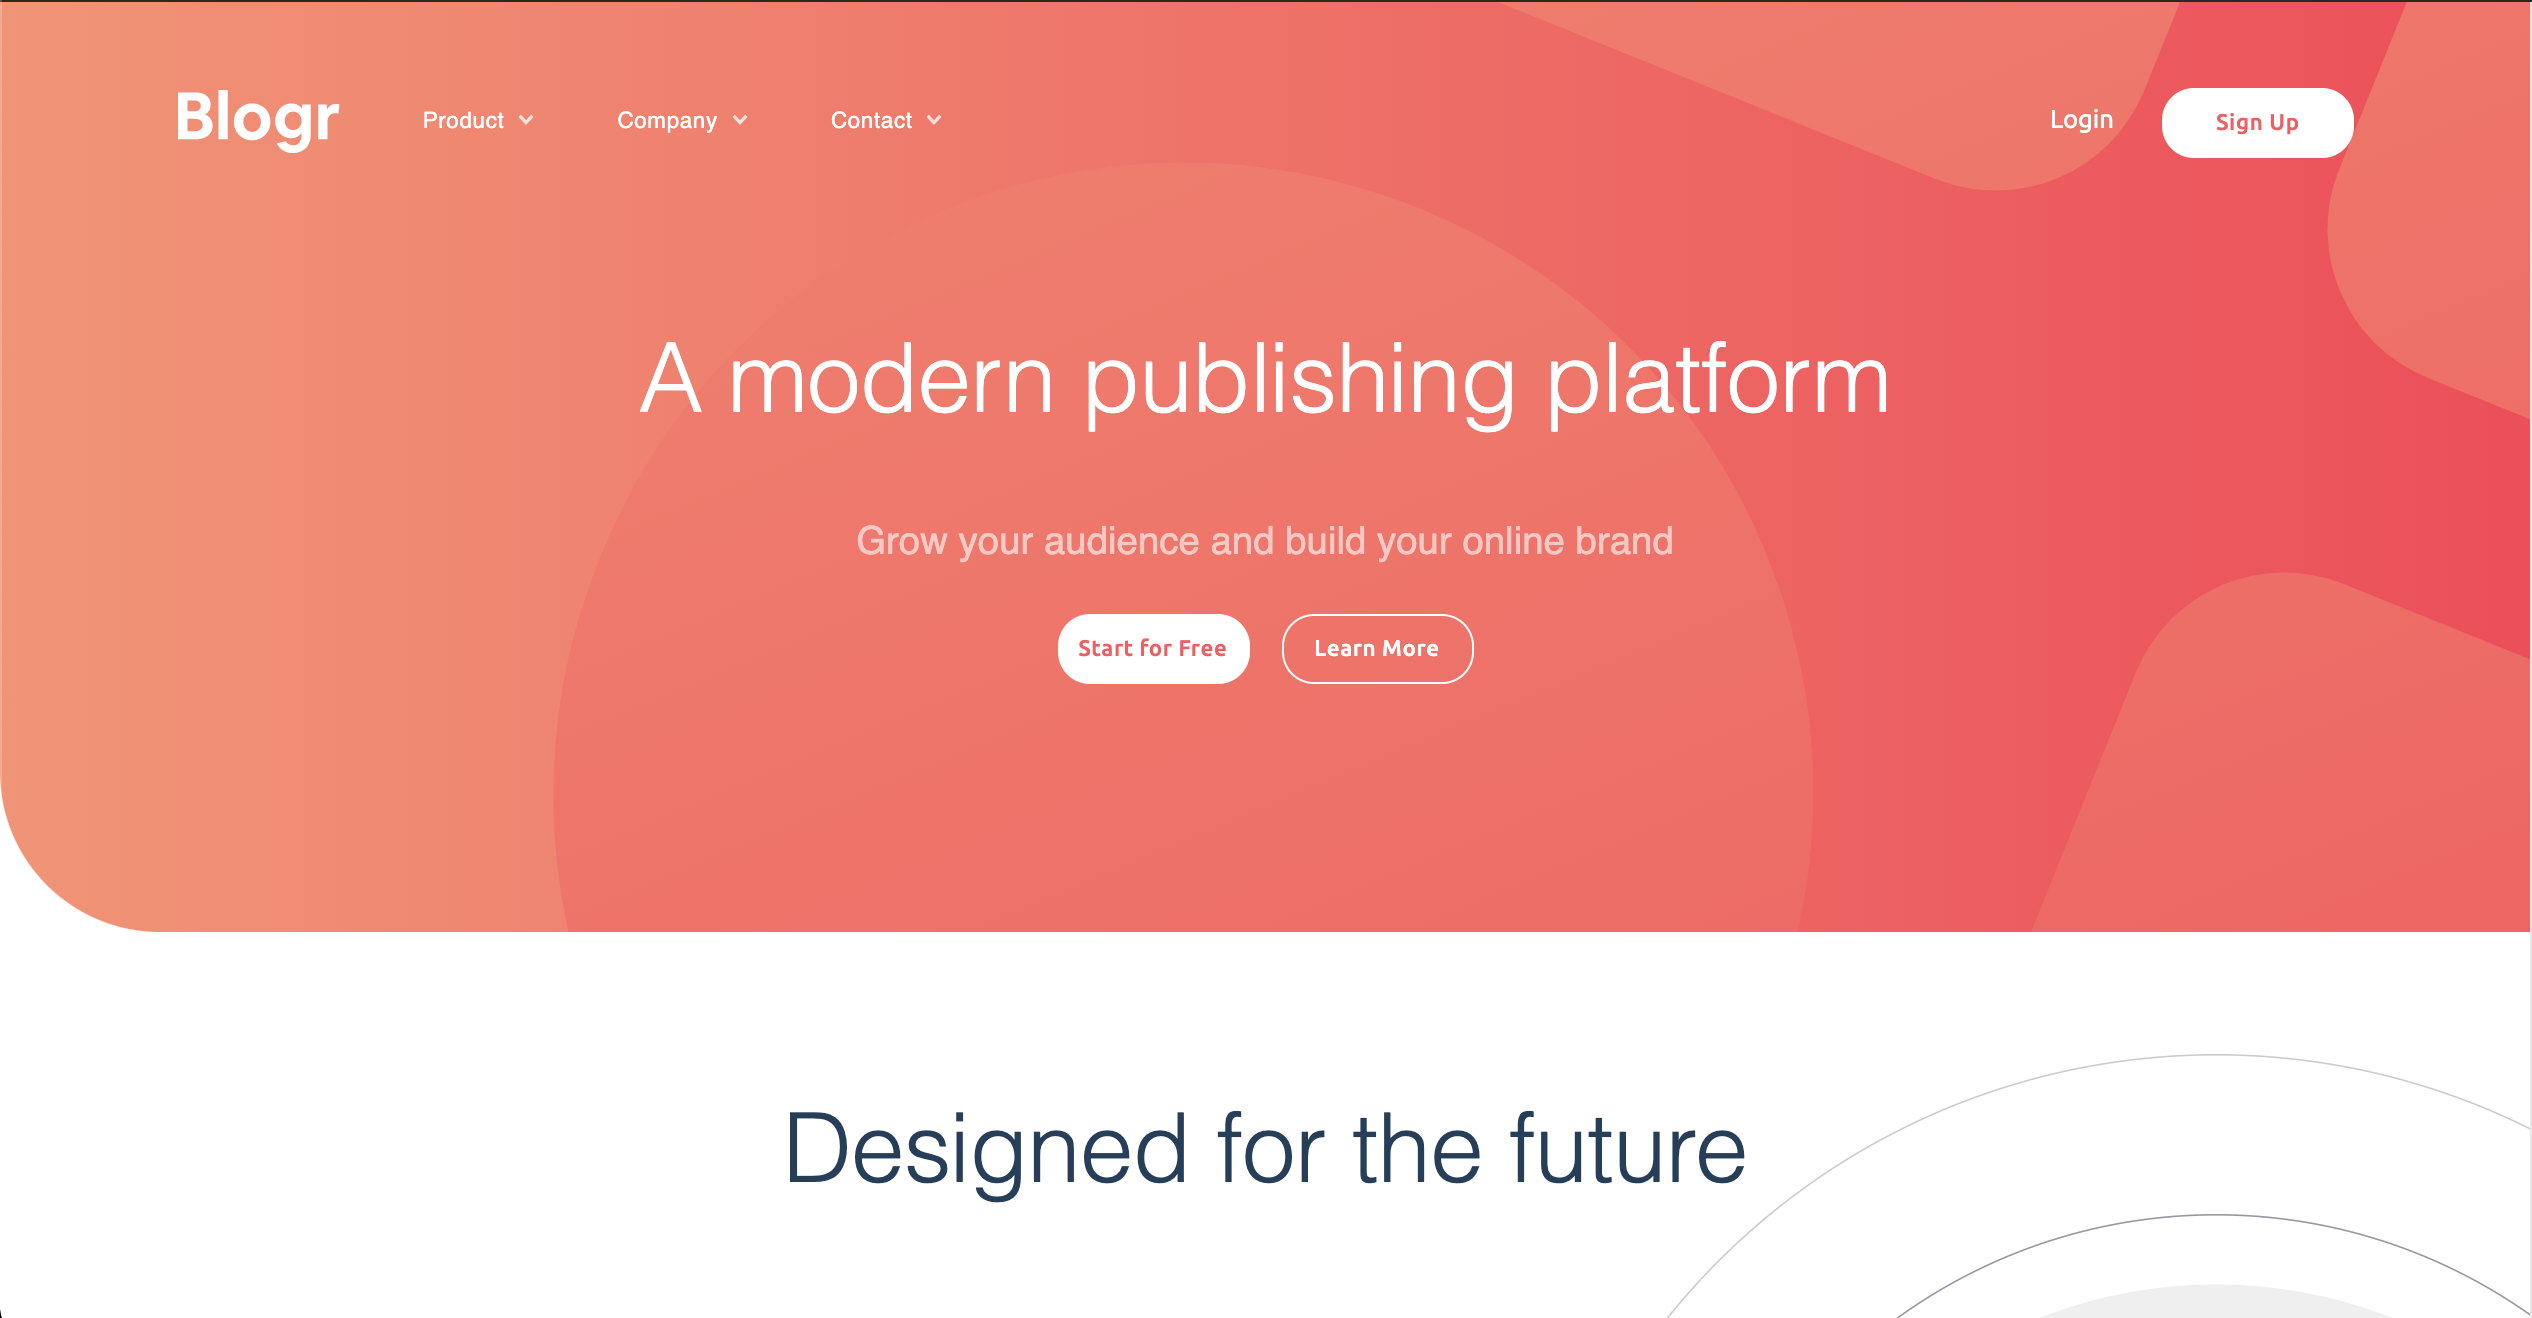 Blogr
Product
Company
Contact
Login
Sign Up
A modern publishing platform
Grow your audience and build your online brand
Start for Free
Learn More
Designed for the future